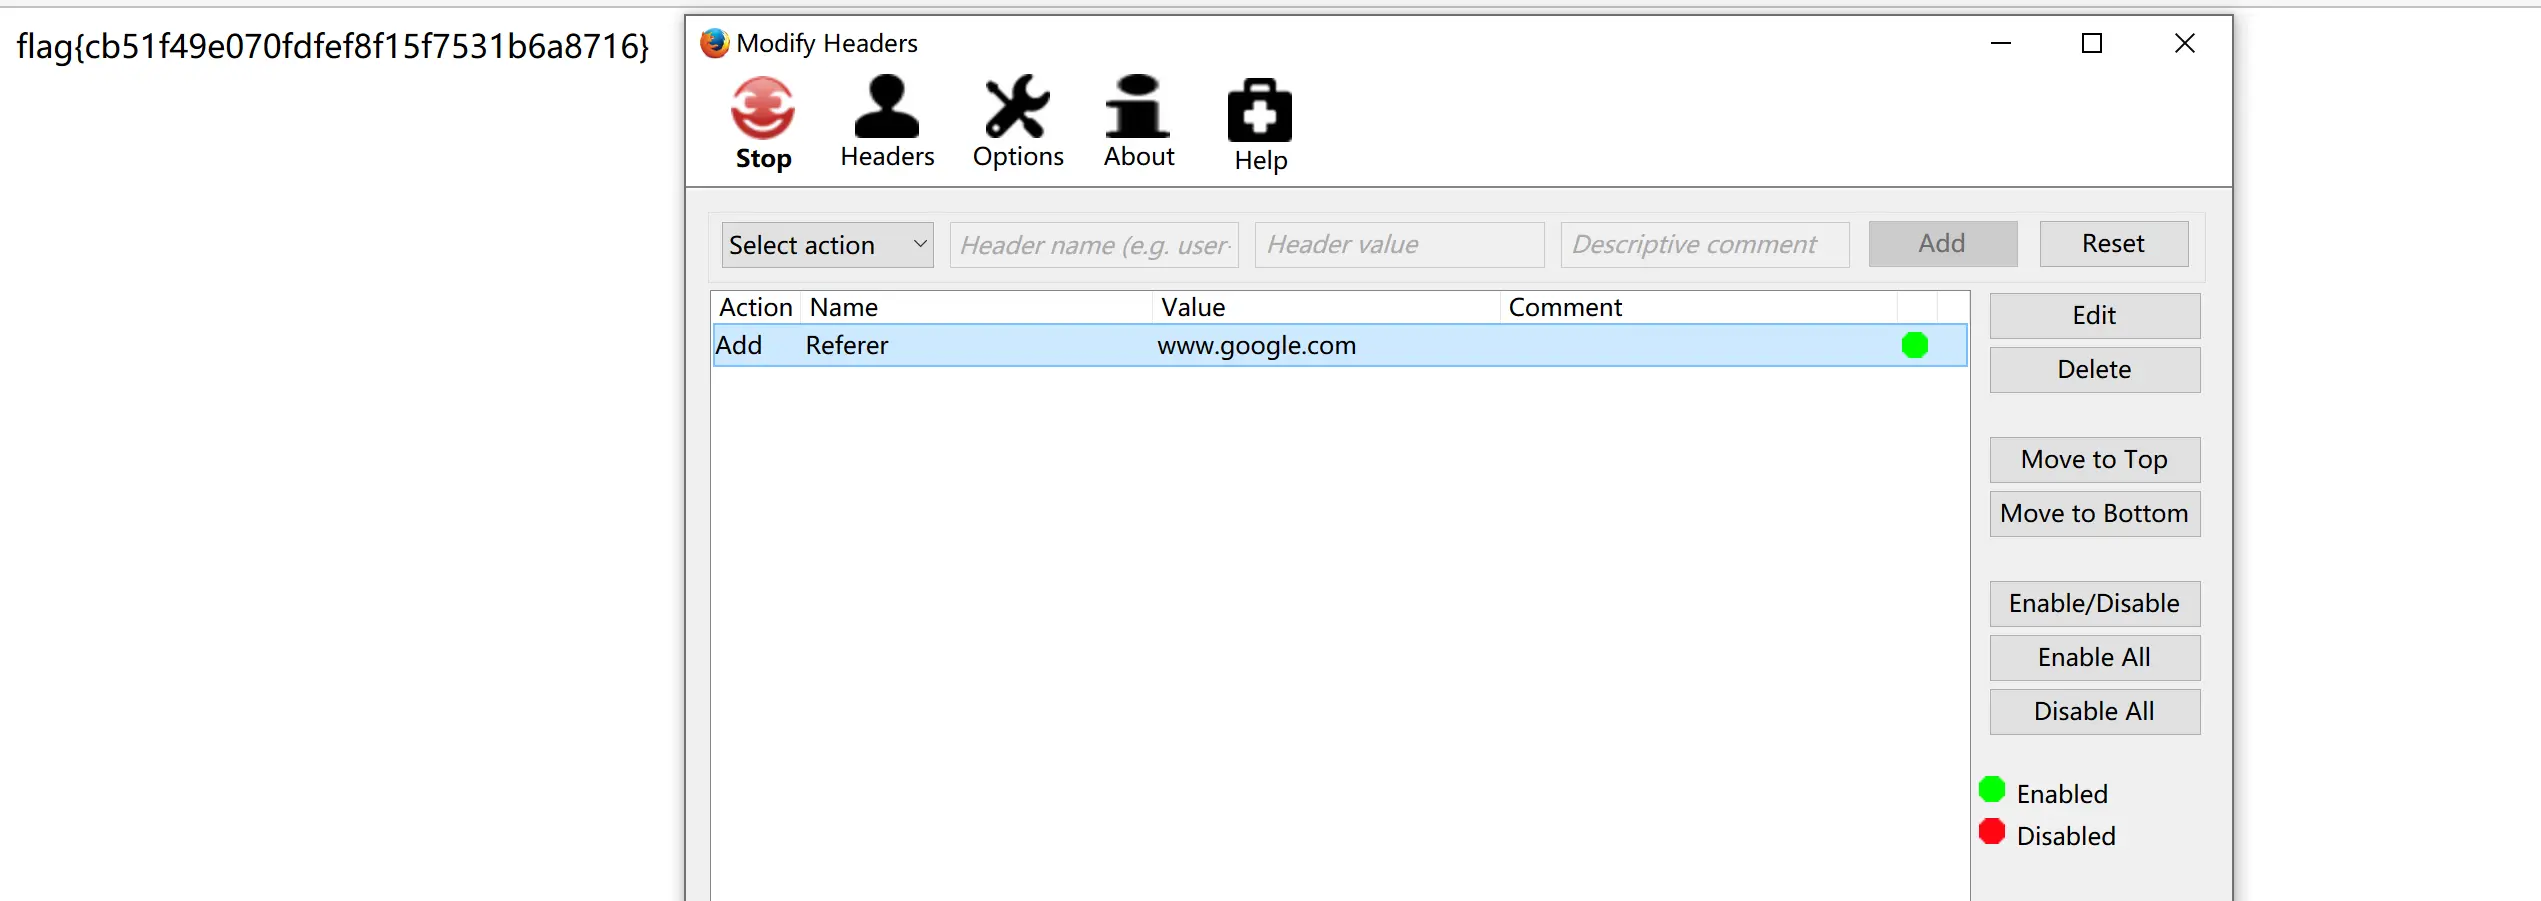 flag{cb51f49e070fdfef8f15f7531b6a8716}
Modify Headers
Stop Headers Options About Help
Select action Header name (e.g. user- Header value Descriptive comment Add Reset
Action Name Value Comment
Add Referer www.google.com
Edit
Delete
Move to Top
Move to Bottom
Enable/Disable
Enable All
Disable All
Enabled
Disabled